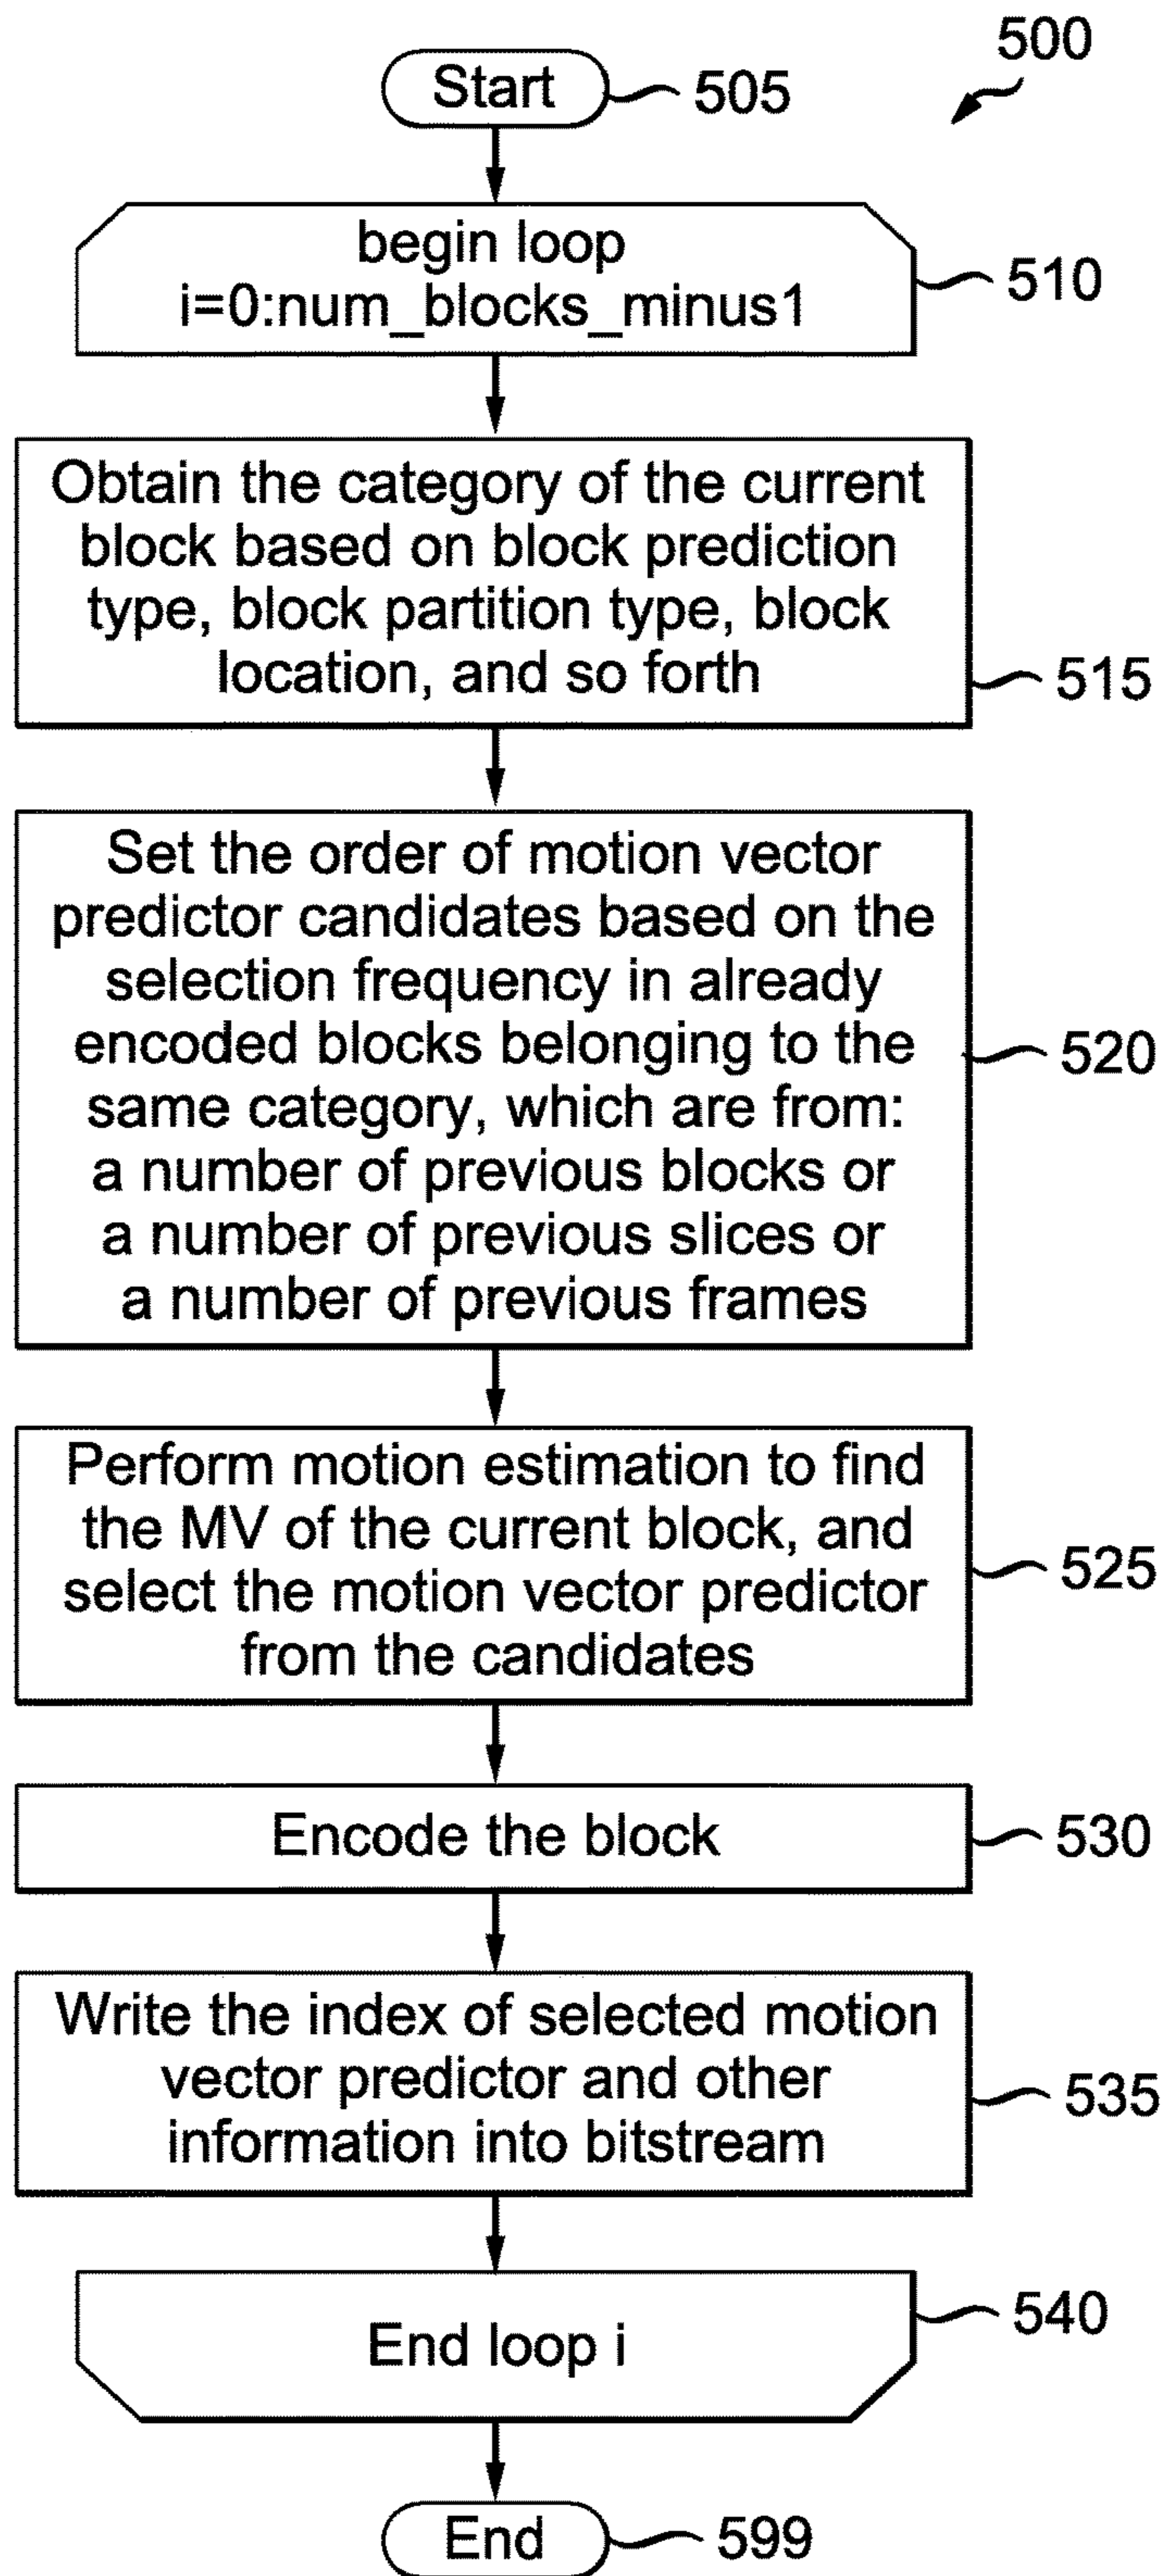 500
Start
505
begin loop
i=0:num_blocks_minus1
510
Obtain the category of the current
block based on block prediction
type, block partition type, block
location, and so forth
515
Set the order of motion vector
predictor candidates based on the
selection frequency in already
encoded blocks belonging to the
same category, which are from:
a number of previous blocks or
a number of previous slices or
a number of previous frames
520
Perform motion estimation to find
the MV of the current block, and
select the motion vector predictor
from the candidates
525
Encode the block
530
Write the index of selected motion
vector predictor and other
information into bitstream
535
End loop i
540
End
599